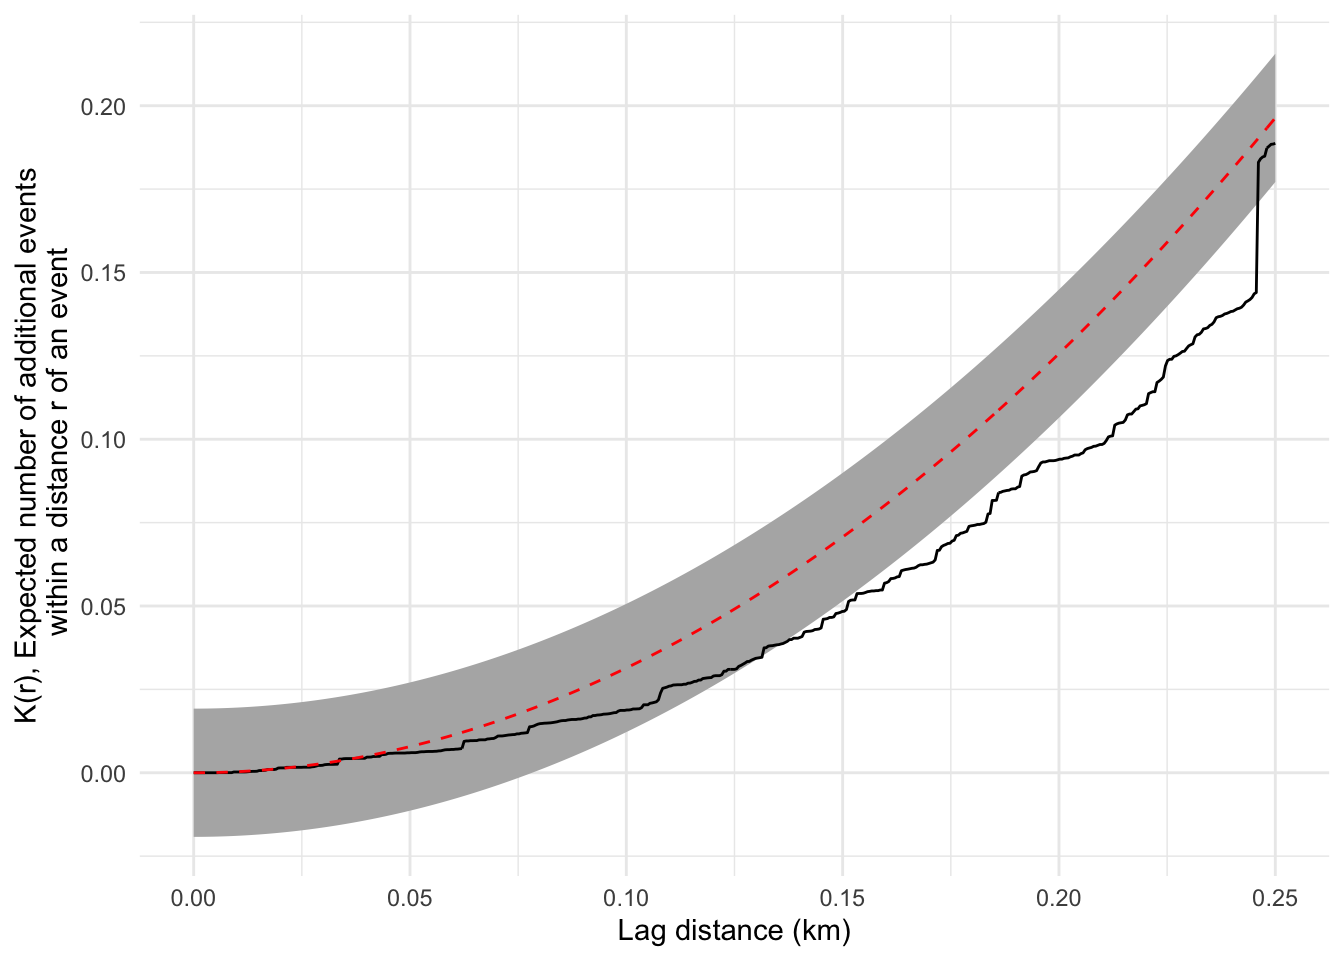 K(r), Expected number of additional events
within a distance r of an event
0.20
0.15
0.10
0.05
0.00
0.00 0.05 0.10 0.15 0.20 0.25
Lag distance (km)